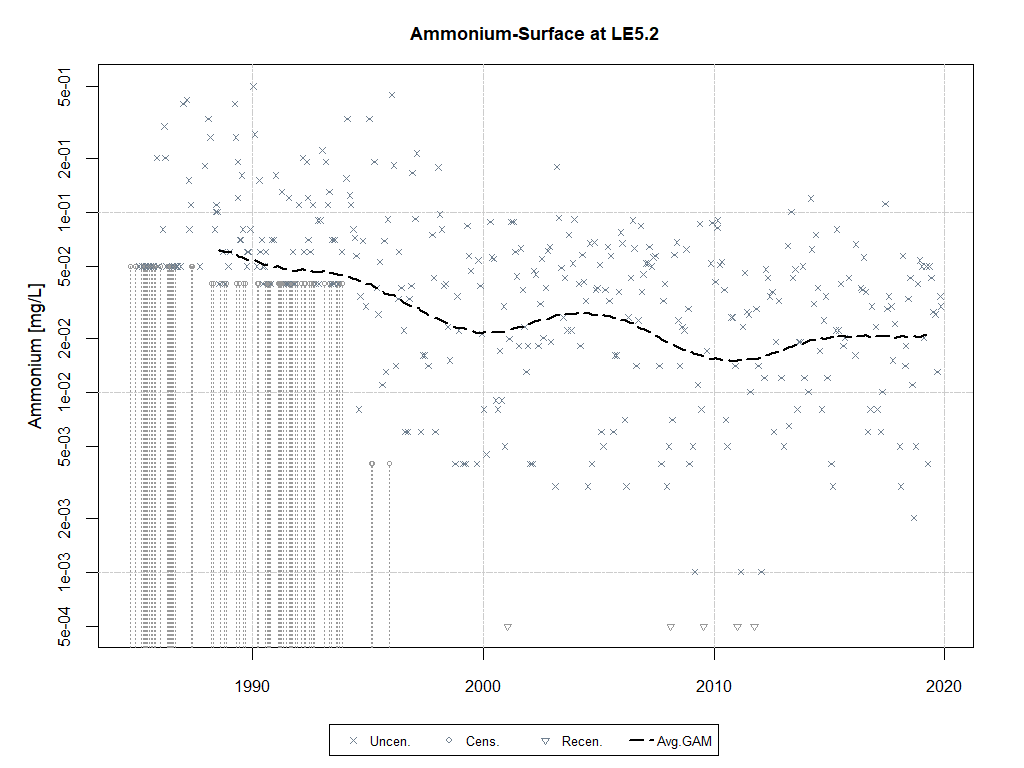 Ammonium-Surface at LE5.2
Ammonium [mg/L]
5e-01
2e-01
1e-01
5e-02
2e-02
1e-02
5e-03
2e-03
1e-03
5e-04
1990 2000 2010 2020
Uncen. Cens. Recen. Avg.GAM